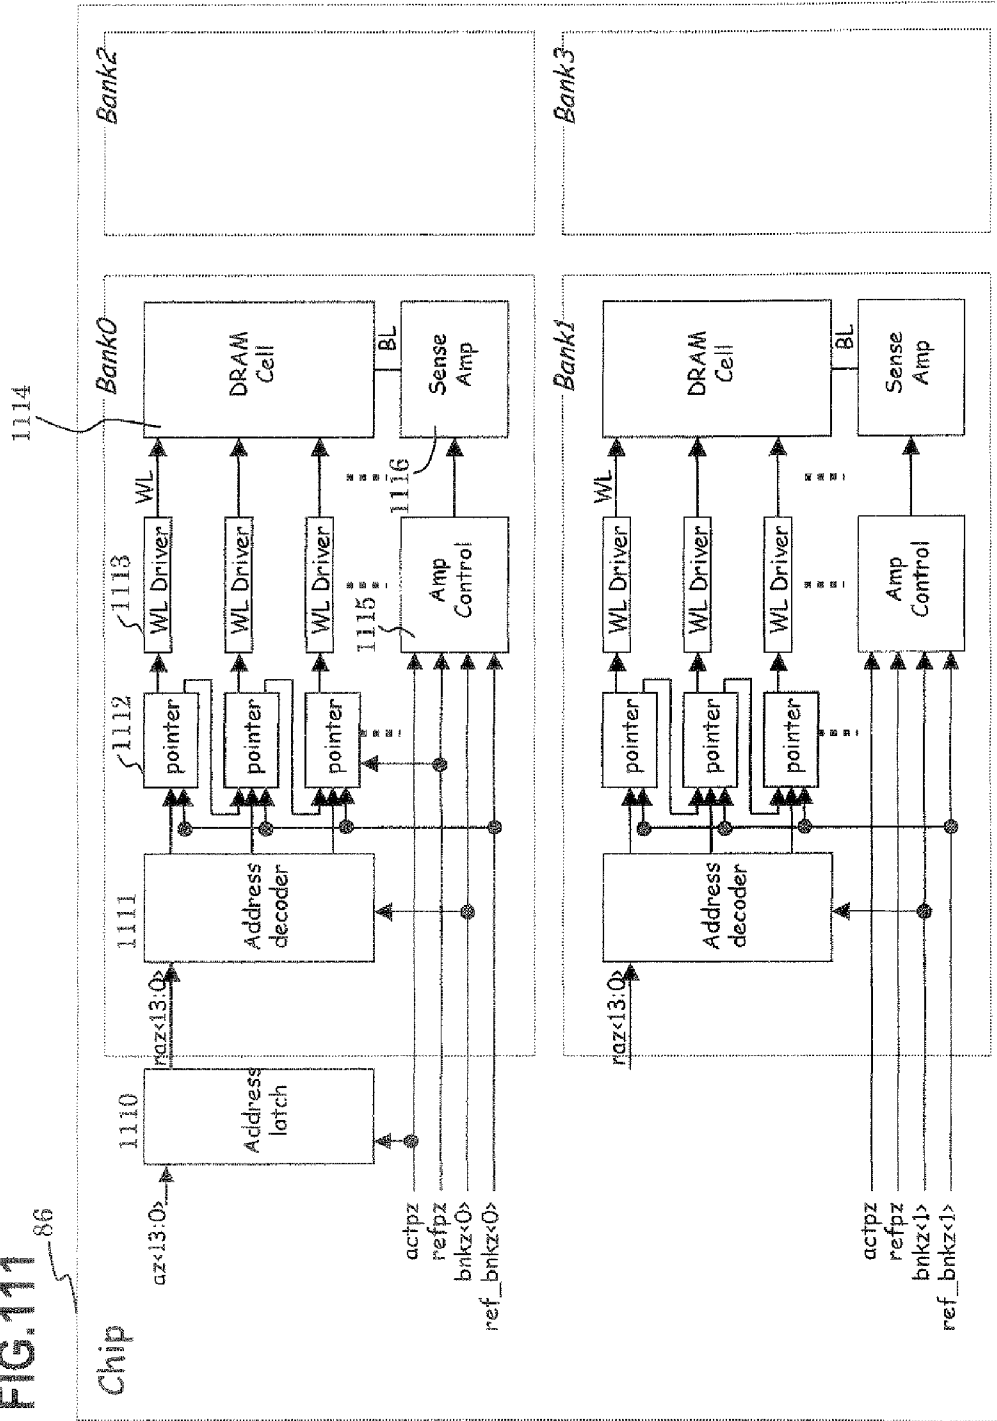 FIG.111
86
Chip
Bank0
1110
1111
1112
1113
1114
az<13:0>
Address
latch
raz<13:0>
Address
decoder
pointer
pointer
pointer
WL Driver
WL Driver
WL Driver
WL
DRAM
Cell
BL
1115
Amp
Control
1116
Sense
Amp
actpz
refpz
bnkz<0>
ref_bnkz<0>
Bank2
Bank1
raz<13:0>
Address
decoder
pointer
pointer
pointer
WL Driver
WL Driver
WL Driver
WL
DRAM
Cell
BL
Amp
Control
Sense
Amp
actpz
refpz
bnkz<1>
ref_bnkz<1>
Bank3